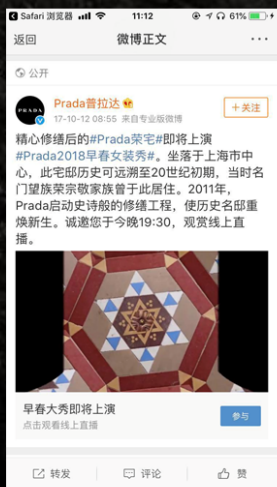 Safari 浏览器 11:12 61%
返回 微博正文 ...
公开
Prada普拉达
17-10-12 08:55 来自专业版微博
+关注
PRADA
精心修缮后的#Prada荣宅#即将上演
#Prada2018早春女装秀#。坐落于上海市中
心，此宅邸历史可远溯至20世纪初期，当时名
门望族荣宗敬家族曾于此居住。2011年，
Prada启动史诗般的修缮工程，使历史名邸重
焕新生。诚邀您于今晚19:30，观赏线上直
播。
早春大秀即将上演
点击观看线上直播
参与
转发 评论 赞